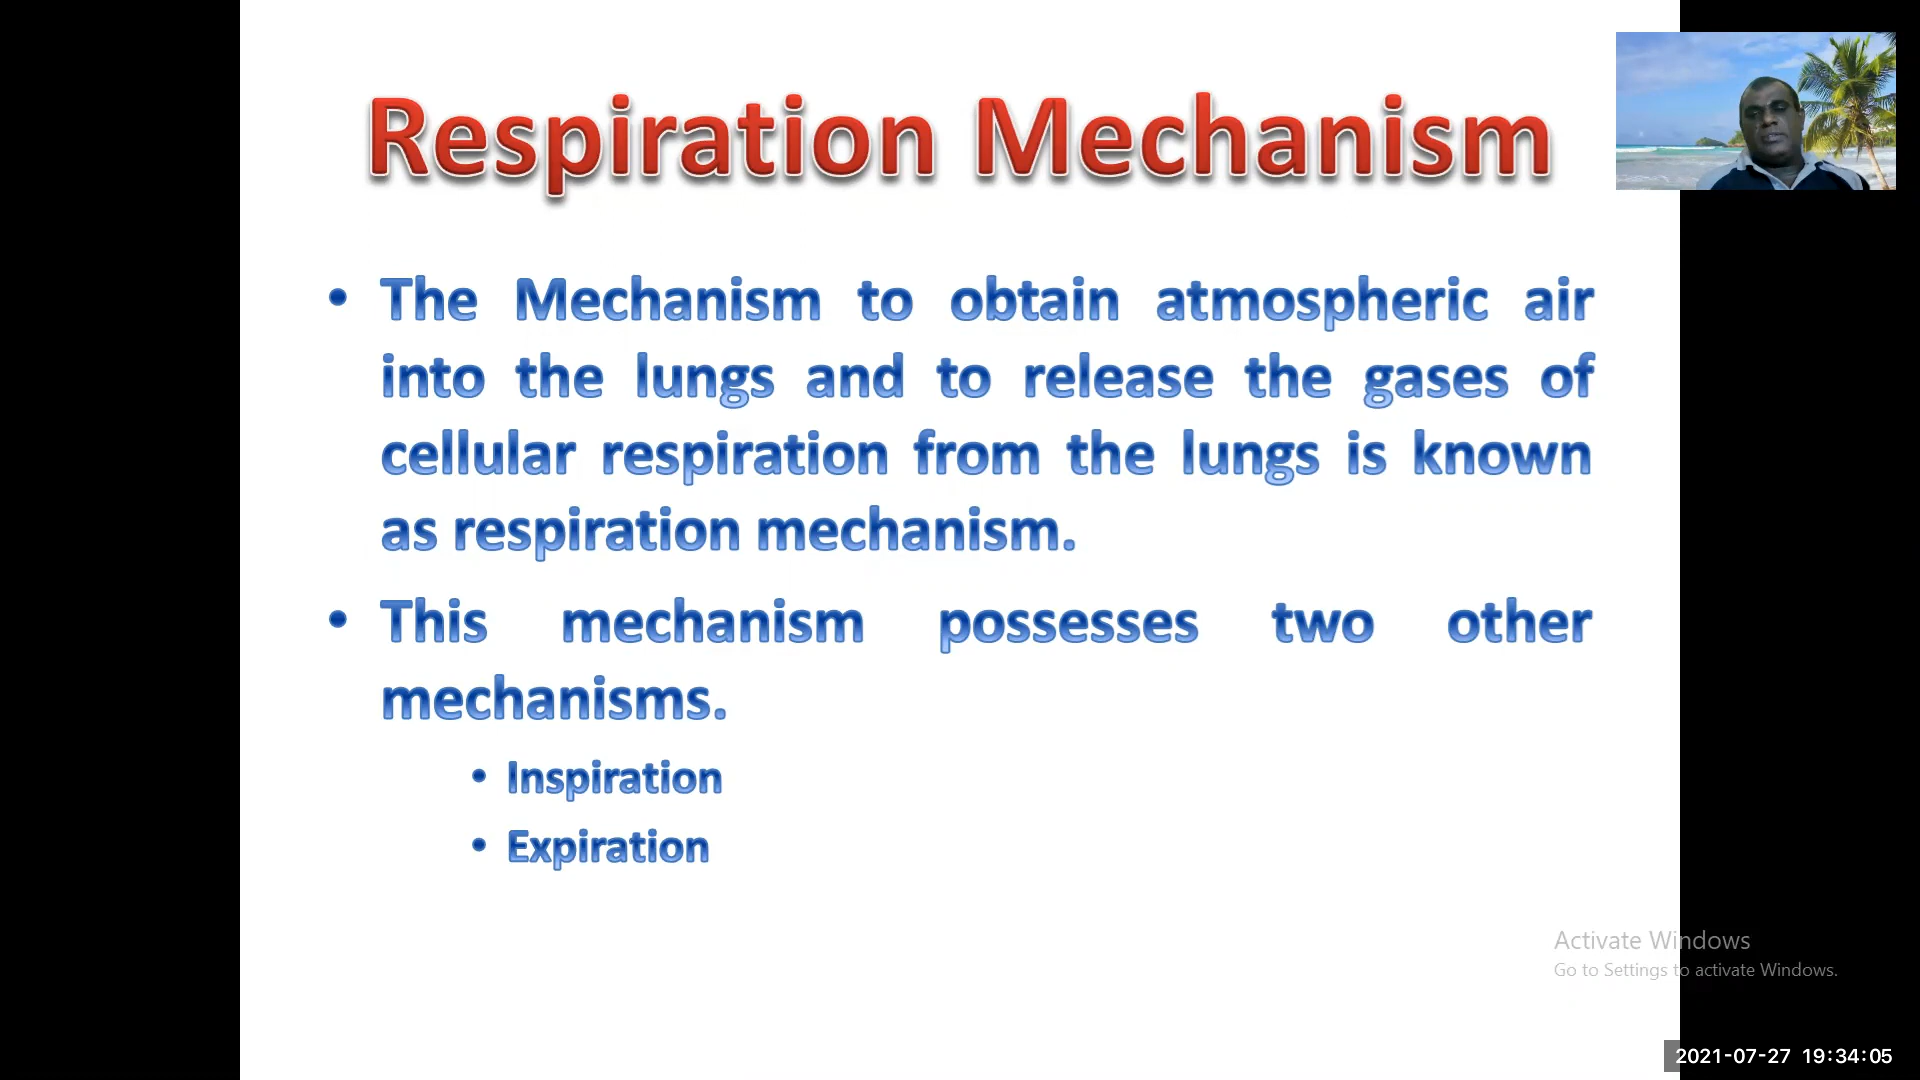 Respiration Mechanism
• The Mechanism to obtain atmospheric air
into the lungs and to release the gases of
cellular respiration from the lungs is known
as respiration mechanism.
• This mechanism possesses two other
mechanisms.
• Inspiration
• Expiration
Activate Windows
Go to Settings to activate Windows.
2021-07-27 19:34:05